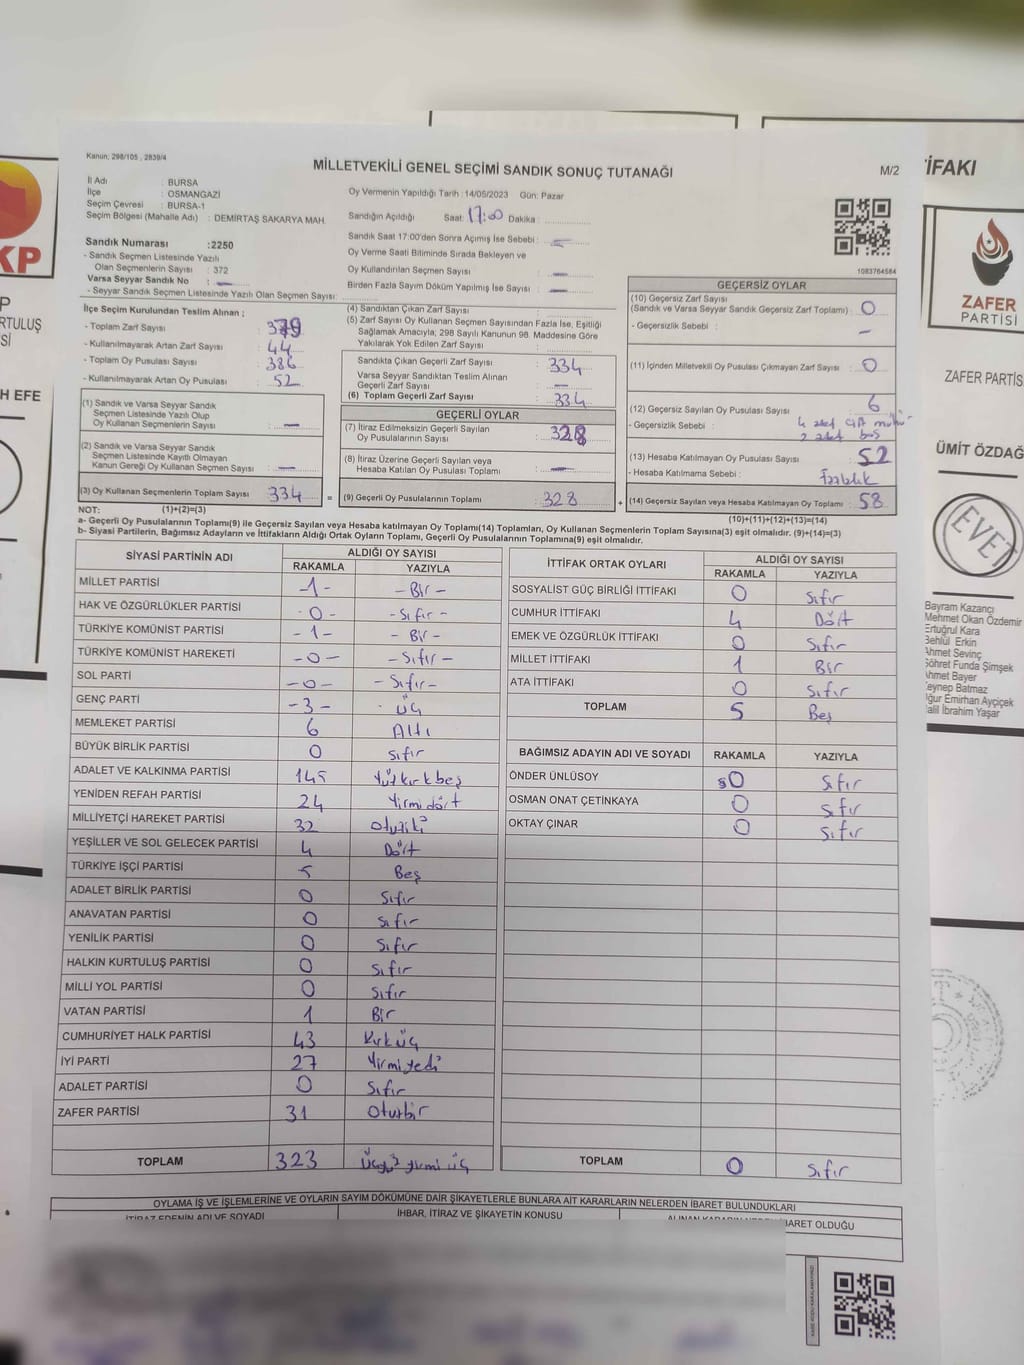 Kanun; 298/105 , 2839/4
MİLLETVEKİLİ GENEL SEÇİMİ SANDIK SONUÇ TUTANAĞI
M/2
İl Adı : BURSA
İlçe : OSMANGAZİ
Seçim Çevresi : BURSA-1
Seçim Bölgesi (Mahalle Adı) : DEMİRTAŞ SAKARYA MAH.
Oy Vermenin Yapıldığı Tarih :14/05/2023 Gün: Pazar
Sandığın Açıldığı Saat: 17:00 Dakika :
Sandık Saat 17:00'den Sonra Açılmış İse Sebebi : -
Oy Verme Saati Bitiminde Sırada Bekleyen ve
Oy Kullandırılan Seçmen Sayısı : -
Birden Fazla Sayım Döküm Yapılmış İse Sayısı : -
1083764584
Sandık Numarası :2250
- Sandık Seçmen Listesinde Yazılı
Olan Seçmenlerin Sayısı : 372
Varsa Seyyar Sandık No : -
- Seyyar Sandık Seçmen Listesinde Yazılı Olan Seçmen Sayısı:
İlçe Seçim Kurulundan Teslim Alınan ;
- Toplam Zarf Sayısı : 379
- Kullanılmayarak Artan Zarf Sayısı : 44
- Toplam Oy Pusulası Sayısı : 386
- Kullanılmayarak Artan Oy Pusulası : 52
(1) Sandık ve Varsa Seyyar Sandık
Seçmen Listesinde Yazılı Olup
Oy Kullanan Seçmenlerin Sayısı : -
(2) Sandık ve Varsa Seyyar Sandık
Seçmen Listesinde Kayıtlı Olmayan
Kanun Gereği Oy Kullanan Seçmen Sayısı : -
(3) Oy Kullanan Seçmenlerin Toplam Sayısı : 334
(4) Sandıktan Çıkan Zarf Sayısı :
(5) Zarf Sayısı Oy Kullanan Seçmen Sayısından Fazla İse, Eşitliği
Sağlamak Amacıyla, 298 Sayılı Kanunun 98. Maddesine Göre
Yakılarak Yok Edilen Zarf Sayısı :
Sandıkta Çıkan Geçerli Zarf Sayısı : 334
Varsa Seyyar Sandıktan Teslim Alınan
Geçerli Zarf Sayısı : -
(6) Toplam Geçerli Zarf Sayısı : 334
GEÇERLİ OYLAR
(7) İtiraz Edilmeksizin Geçerli Sayılan
Oy Pusulalarının Sayısı : 328
(8) İtiraz Üzerine Geçerli Sayılan veya
Hesaba Katılan Oy Pusulası Toplamı : -
= (9) Geçerli Oy Pusulalarının Toplamı : 328
GEÇERSİZ OYLAR
(10) Geçersiz Zarf Sayısı
(Sandık ve Varsa Seyyar Sandık Geçersiz Zarf Toplamı) : 0
- Geçersizlik Sebebi : -
(11) İçinden Milletvekili Oy Pusulası Çıkmayan Zarf Sayısı : 0
(12) Geçersiz Sayılan Oy Pusulası Sayısı : 6
- Geçersizlik Sebebi : 4 adet çift mühür
2 adet boş
(13) Hesaba Katılmayan Oy Pusulası Sayısı : 52
- Hesaba Katılmama Sebebi : Fazlalık
+ (14) Geçersiz Sayılan veya Hesaba Katılmayan Oy Toplamı : 58
NOT: (1)+(2)=(3)
(10)+(11)+(12)+(13)=(14)
a- Geçerli Oy Pusulalarının Toplamı(9) ile Geçersiz Sayılan veya Hesaba katılmayan Oy Toplamı(14) Toplamları, Oy Kullanan Seçmenlerin Toplam Sayısına(3) eşit olmalıdır. (9)+(14)=(3)
b- Siyasi Partilerin, Bağımsız Adayların ve İttifakların Aldığı Ortak Oyların Toplamı, Geçerli Oy Pusulalarının Toplamına(9) eşit olmalıdır.
SİYASİ PARTİNİN ADI ALDIĞI OY SAYISI
RAKAMLA YAZIYLA
MİLLET PARTİSİ -1- -Bir-
HAK VE ÖZGÜRLÜKLER PARTİSİ -0- -Sıfır-
TÜRKİYE KOMÜNİST PARTİSİ -1- -Bir-
TÜRKİYE KOMÜNİST HAREKETİ -0- -Sıfır-
SOL PARTİ -0- -Sıfır-
GENÇ PARTİ -3- Üç
MEMLEKET PARTİSİ 6 Altı
BÜYÜK BİRLİK PARTİSİ 0 Sıfır
ADALET VE KALKINMA PARTİSİ 145 Yüzkırkbeş
YENİDEN REFAH PARTİSİ 24 Yirmidört
MİLLİYETÇİ HAREKET PARTİSİ 32 Otuziki
YEŞİLLER VE SOL GELECEK PARTİSİ 4 Dört
TÜRKİYE İŞÇİ PARTİSİ 5 Beş
ADALET BİRLİK PARTİSİ 0 Sıfır
ANAVATAN PARTİSİ 0 Sıfır
YENİLİK PARTİSİ 0 Sıfır
HALKIN KURTULUŞ PARTİSİ 0 Sıfır
MİLLİ YOL PARTİSİ 0 Sıfır
VATAN PARTİSİ 1 Bir
CUMHURİYET HALK PARTİSİ 43 Kırküç
İYİ PARTİ 27 Yirmiyedi
ADALET PARTİSİ 0 Sıfır
ZAFER PARTİSİ 31 Otuzbir
TOPLAM 323 Üçyüz yirmi üç
İTTİFAK ORTAK OYLARI ALDIĞI OY SAYISI
RAKAMLA YAZIYLA
SOSYALİST GÜÇ BİRLİĞİ İTTİFAKI 0 Sıfır
CUMHUR İTTİFAKI 4 Dört
EMEK VE ÖZGÜRLÜK İTTİFAKI 0 Sıfır
MİLLET İTTİFAKI 1 Bir
ATA İTTİFAKI 0 Sıfır
TOPLAM 5 Beş
BAĞIMSIZ ADAYIN ADI VE SOYADI RAKAMLA YAZIYLA
ÖNDER ÜNLÜSOY 0 Sıfır
OSMAN ONAT ÇETİNKAYA 0 Sıfır
OKTAY ÇINAR 0 Sıfır
TOPLAM 0 Sıfır
OYLAMA İŞ VE İŞLEMLERİNE VE OYLARIN SAYIM DÖKÜMÜNE DAİR ŞİKAYETLERLE BUNLARA AİT KARARLARIN NELERDEN İBARET BULUNDUKLARI
İTİRAZ EDENİN ADI VE SOYADI
İHBAR, İTİRAZ VE ŞİKAYETİN KONUSU
İBARET OLDUĞU
KP
RTULUŞ
H EFE
TİFAKI
ZAFER
PARTİSİ
ZAFER PARTİS
ÜMİT ÖZDAĞ
EVET
Bayram Kazancı
Mehmet Okan Özdemir
Ertuğrul Kara
Behlül Erkin
Ahmet Sevinç
Şöhret Funda Şimşek
Ahmet Bayer
Zeynep Batmaz
Uğur Emirhan Ayçiçek
Halil İbrahim Yaşar